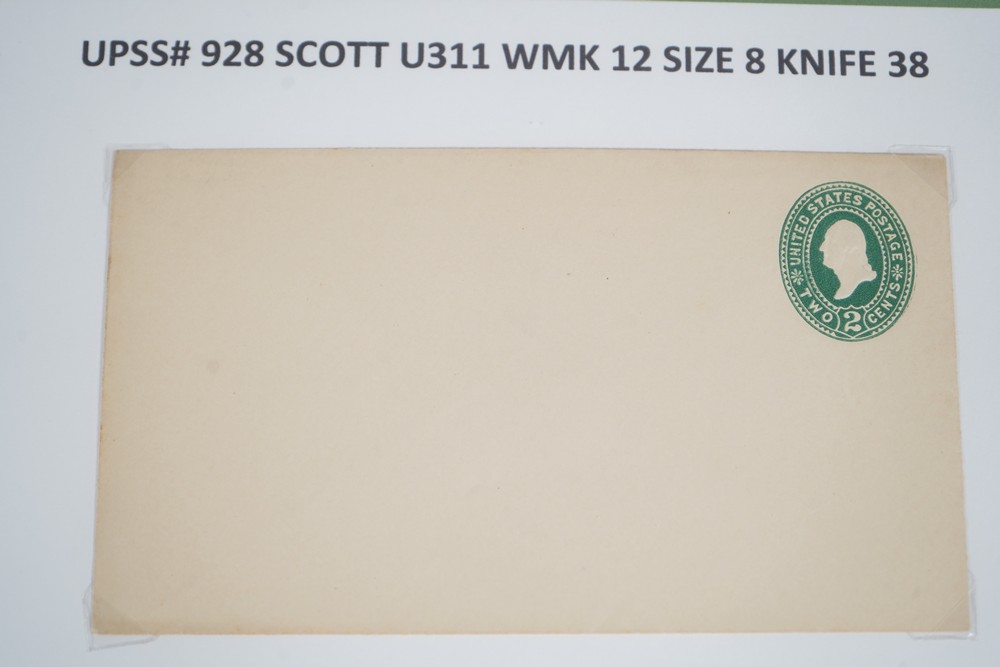 UPSS# 928 SCOTT U311 WMK 12 SIZE 8 KNIFE 38
UNITED STATES POSTAGE
TWO 2 CENTS